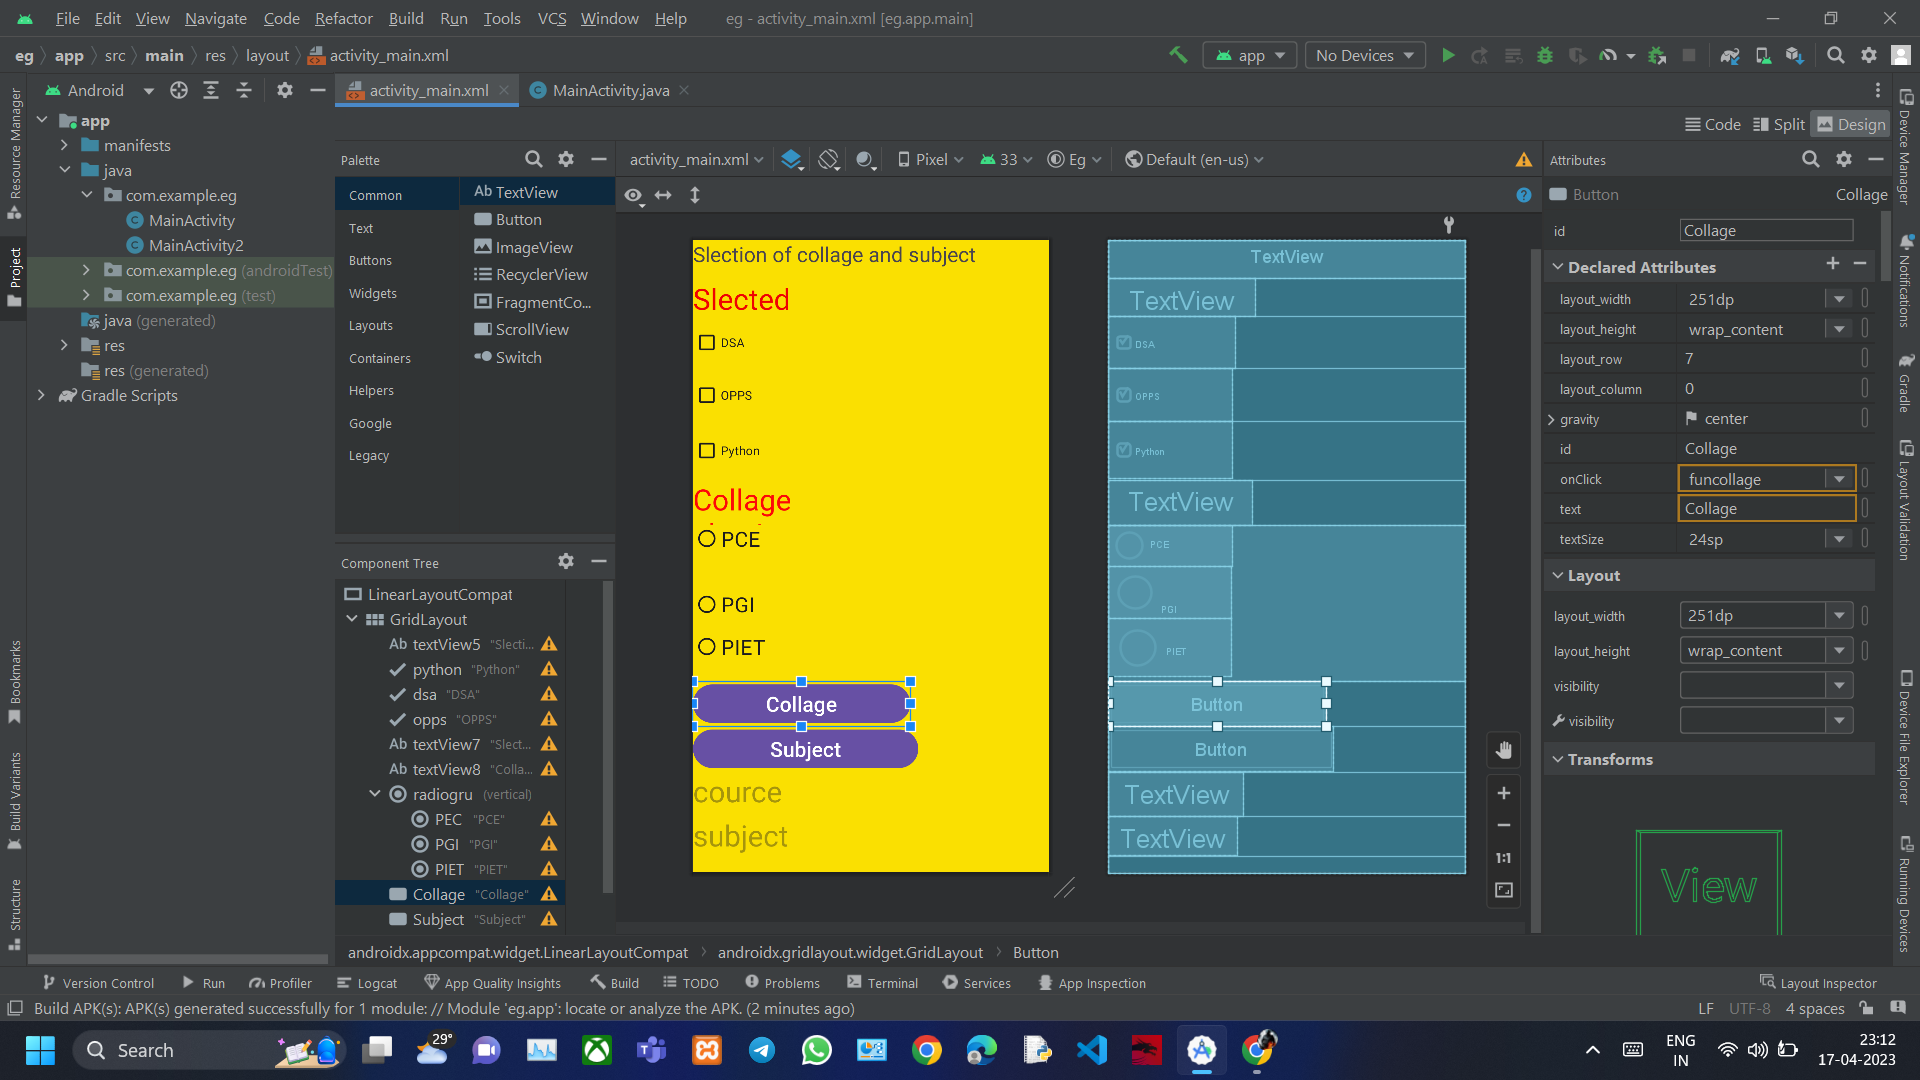 File Edit View Navigate Code Refactor Build Run Tools VCS Window Help eg - activity_main.xml [eg.app.main]
eg app src main res layout activity_main.xml
app No Devices
Android
activity_main.xml MainActivity.java
Code Split Design
Resource Manager
Project
Bookmarks
Build Variants
Structure
app
manifests
java
com.example.eg
MainActivity
MainActivity2
com.example.eg (androidTest)
com.example.eg (test)
java (generated)
res
res (generated)
Gradle Scripts
Palette
Common
Text
Buttons
Widgets
Layouts
Containers
Helpers
Google
Legacy
Ab TextView
Button
ImageView
RecyclerView
FragmentCo...
ScrollView
Switch
Component Tree
LinearLayoutCompat
GridLayout
Ab textView5 "Slecti...
python "Python"
dsa "DSA"
opps "OPPS"
Ab textView7 "Slect...
Ab textView8 "Colla...
radiogru (vertical)
PEC "PCE"
PGI "PGI"
PIET "PIET"
Collage "Collage"
Subject "Subject"
activity_main.xml Pixel 33 Eg Default (en-us)
Slection of collage and subject
Slected
DSA
OPPS
Python
Collage
PCE
PGI
PIET
Collage
Subject
cource
subject
TextView
TextView
DSA
OPPS
Python
TextView
PCE
PGI
PIET
Button
Button
TextView
TextView
1:1
Attributes
Button Collage
id Collage
Declared Attributes
layout_width 251dp
layout_height wrap_content
layout_row 7
layout_column 0
gravity center
id Collage
onClick funcollage
text Collage
textSize 24sp
Layout
layout_width 251dp
layout_height wrap_content
visibility
visibility
Transforms
View
Device Manager
Notifications
Gradle
Layout Validation
Device File Explorer
Running Devices
androidx.appcompat.widget.LinearLayoutCompat androidx.gridlayout.widget.GridLayout Button
Version Control Run Profiler Logcat App Quality Insights Build TODO Problems Terminal Services App Inspection Layout Inspector
Build APK(s): APK(s) generated successfully for 1 module: // Module 'eg.app': locate or analyze the APK. (2 minutes ago) LF UTF-8 4 spaces
Search 29° ENG IN 23:12 17-04-2023